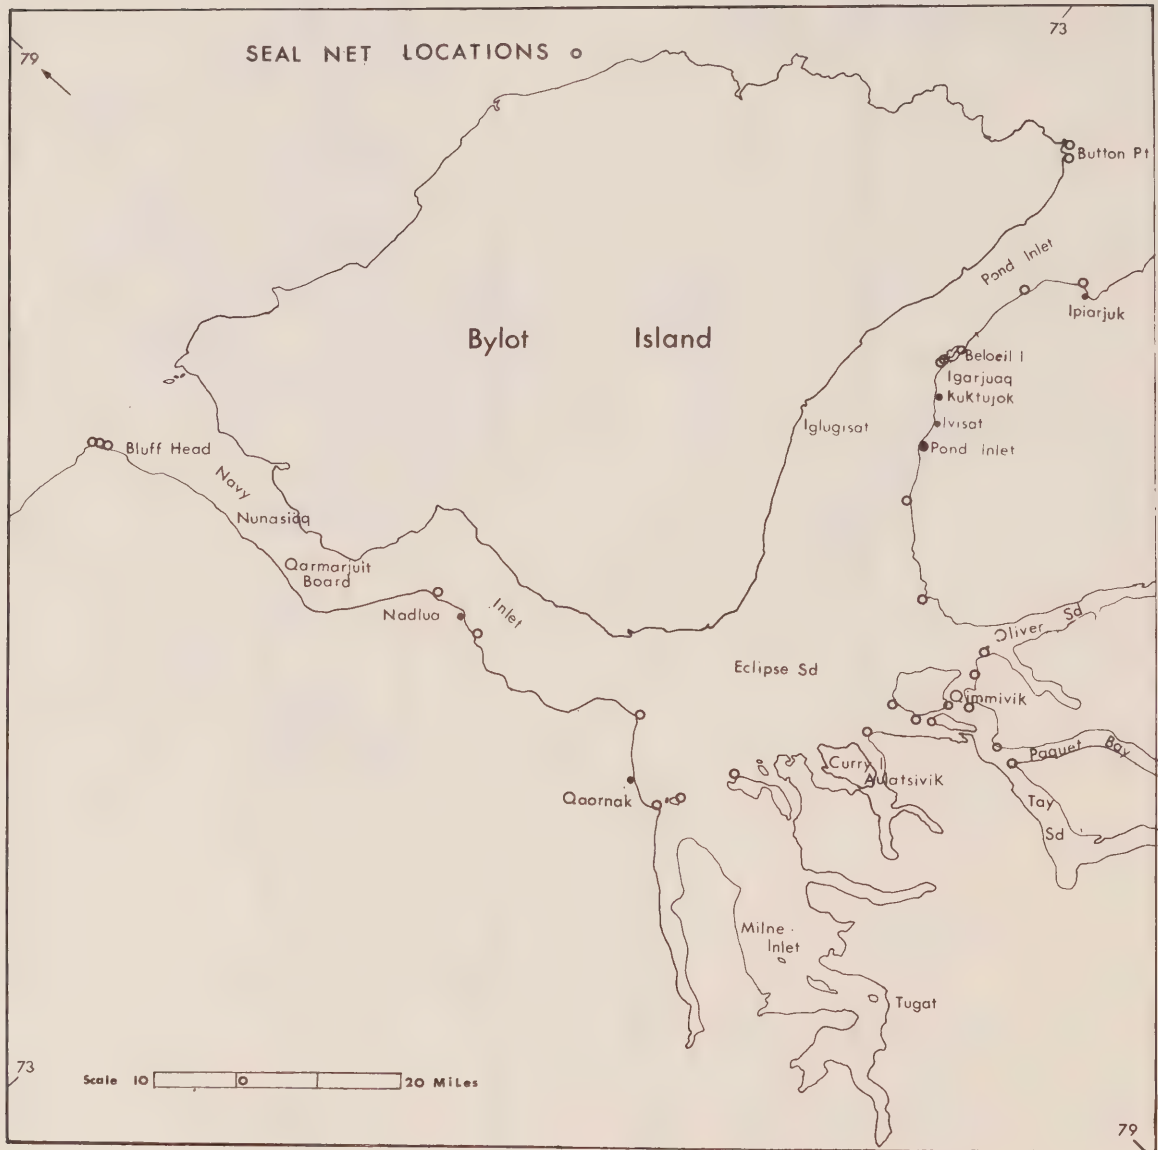 73
79
SEAL NET LOCATIONS
Button Pt
Pond Inlet
Ipiarjuk
Bylot Island
Beloeil I
Igarjuaq
Kuktujok
Iglugisat
Ivisat
Pond Inlet
Bluff Head
Navy
Nunasiaq
Qarmarjuit
Board
Inlet
Nadlua
Oliver Sd
Eclipse Sd
Qimmivik
Paquet Bay
Curry I
Aulatsivik
Qaornak
Tay
Sd
Milne
Inlet
Tugat
73
Scale 10 0 20 Miles
79